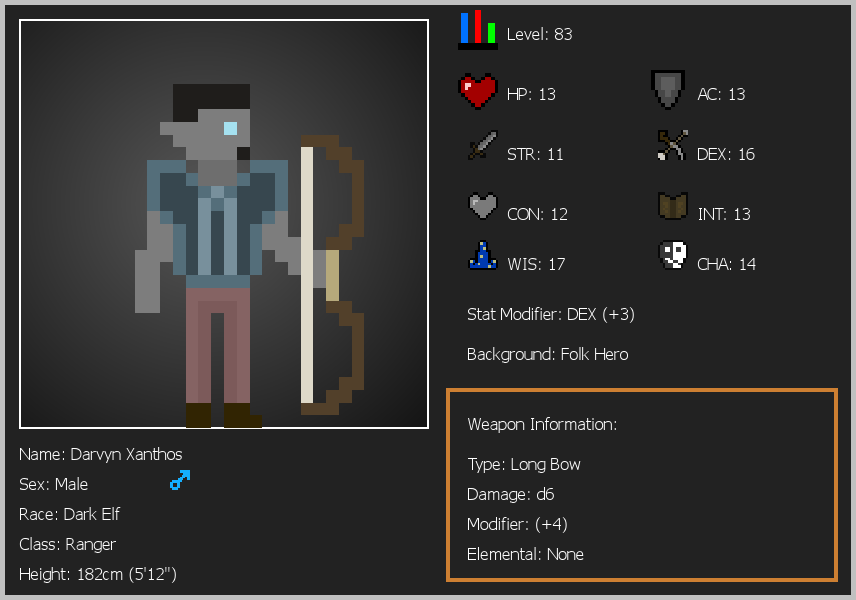 Level: 83
HP: 13
AC: 13
STR: 11
DEX: 16
CON: 12
INT: 13
WIS: 17
CHA: 14
Stat Modifier: DEX (+3)
Background: Folk Hero
Weapon Information:
Type: Long Bow
Damage: d6
Modifier: (+4)
Elemental: None
Name: Darvyn Xanthos
Sex: Male
Race: Dark Elf
Class: Ranger
Height: 182cm (5'12")